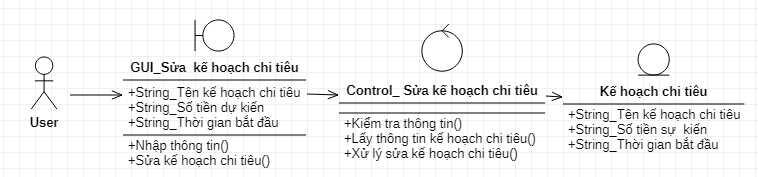 User
GUI_Sửa kế hoạch chi tiêu
+String_Tên kế hoạch chi tiêu
+String_Số tiền dự kiến
+String_Thời gian bắt đầu
+Nhập thông tin()
+Sửa kế hoạch chi tiêu()
Control_ Sửa kế hoạch chi tiêu
+Kiểm tra thông tin()
+Lấy thông tin kế hoạch chi tiêu()
+Xử lý sửa kế hoạch chi tiêu()
Kế hoạch chi tiêu
+String_Tên kế hoạch chi tiêu
+String_Số tiền sự kiến
+String_Thời gian bắt đầu